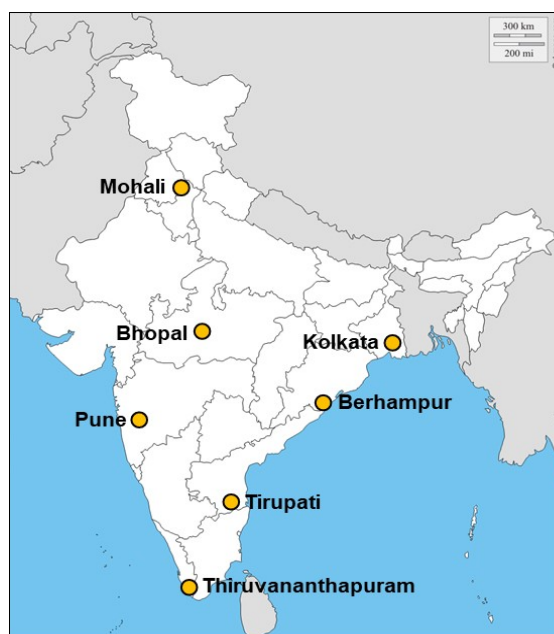 300 km
200 mi
Mohali
Bhopal
Kolkata
Berhampur
Pune
Tirupati
Thiruvananthapuram